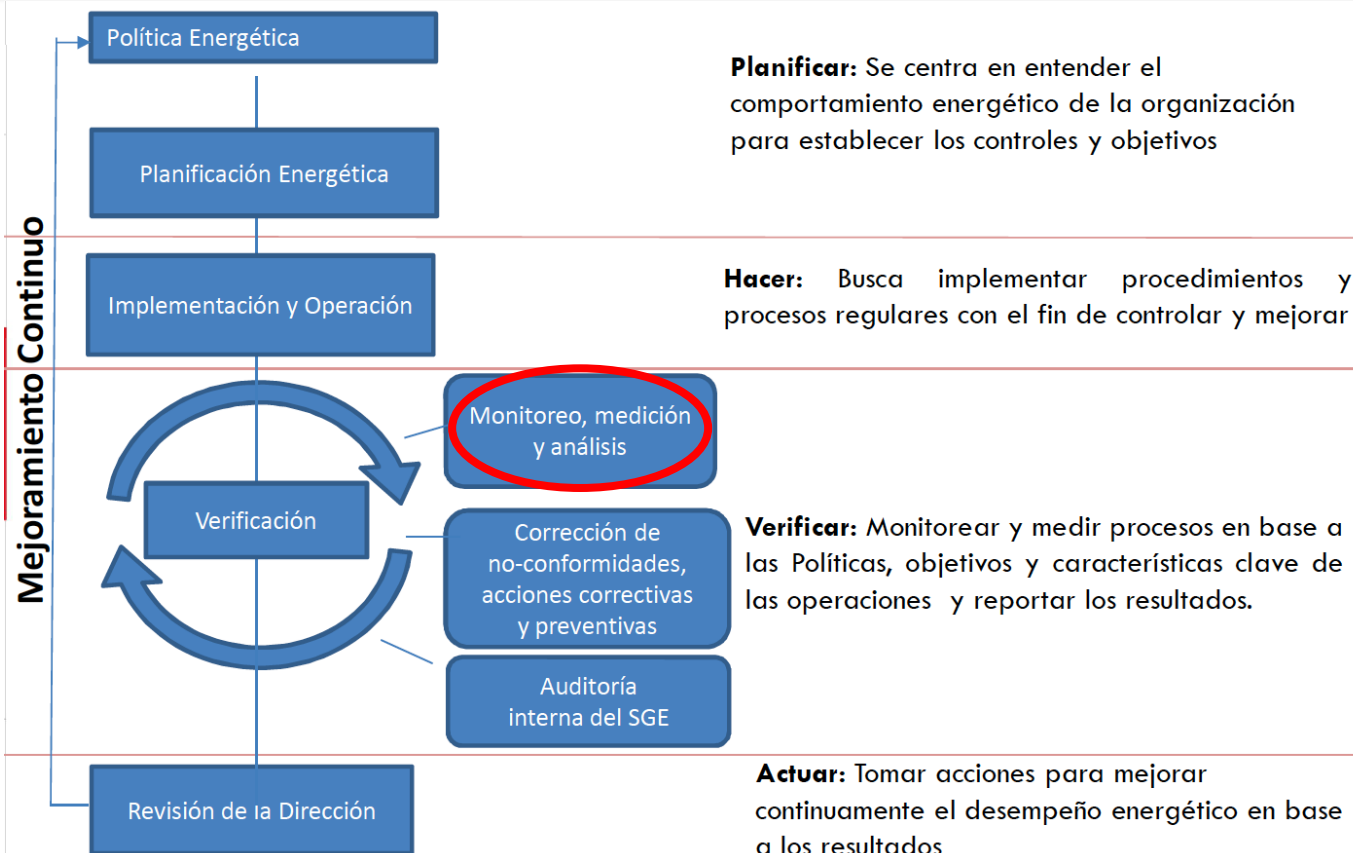 Política Energética
Planificar: Se centra en entender el
comportamiento energético de la organización
para establecer los controles y objetivos
Planificación Energética
Mejoramiento Continuo
Implementación y Operación
Hacer: Busca implementar procedimientos y
procesos regulares con el fin de controlar y mejorar
Monitoreo, medición
y análisis
Verificación
Corrección de
no-conformidades,
acciones correctivas
y preventivas
Verificar: Monitorear y medir procesos en base a
las Políticas, objetivos y características clave de
las operaciones y reportar los resultados.
Auditoría
interna del SGE
Revisión de la Dirección
Actuar: Tomar acciones para mejorar
continuamente el desempeño energético en base
a los resultados